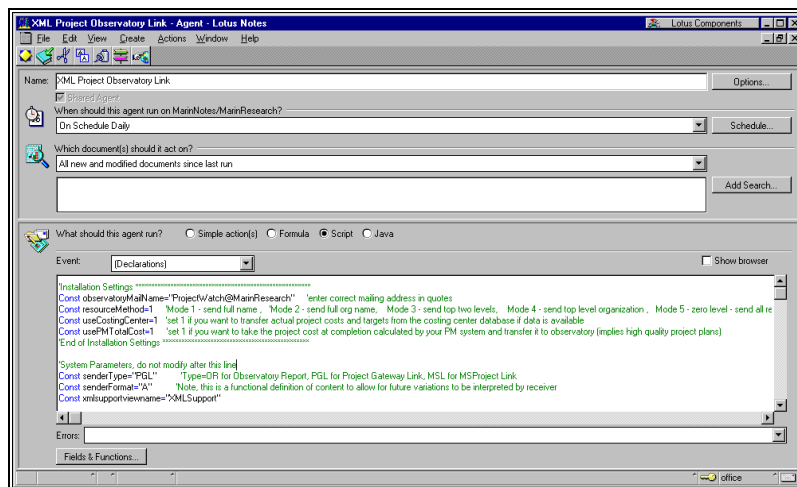 XML Project Observatory Link - Agent - Lotus Notes
Lotus Components
File Edit View Create Actions Window Help
Name: XML Project Observatory Link
Options...
Shared Agent
When should this agent run on MarinNotes/MarinResearch?
On Schedule Daily
Schedule...
Which document(s) should it act on?
All new and modified documents since last run
Add Search...
What should this agent run? Simple action(s) Formula Script Java
Event: (Declarations)
Show browser
'Installation Settings ****************************************************
Const observatoryMailName="ProjectWatch@MarinResearch" 'enter correct mailing address in quotes
Const resourceMethod=1 'Mode 1 - send full name , 'Mode 2 - send full org name, Mode 3 - send top two levels, Mode 4 - send top level organization , Mode 5 - zero level - send all re
Const useCostingCenter=1 'set 1 if you want to transfer actual project costs and targets from the costing center database if data is available
Const usePMTotalCost=1 'set 1 if you want to take the project cost at completion calculated by your PM system and transfer it to observatory (implies high quality project plans)
'End of Installation Settings ************************************************
'System Parameters, do not modify after this line
Const senderType="PGL" 'Type=OR for Observatory Report, PGL for Project Gateway Link, MSL for MSProject Link
Const senderFormat="A" 'Note, this is a functional definition of content to allow for future variations to be interpreted by receiver
Const xmlsupportviewname="XMLSupport"
Errors:
Fields & Functions...
office